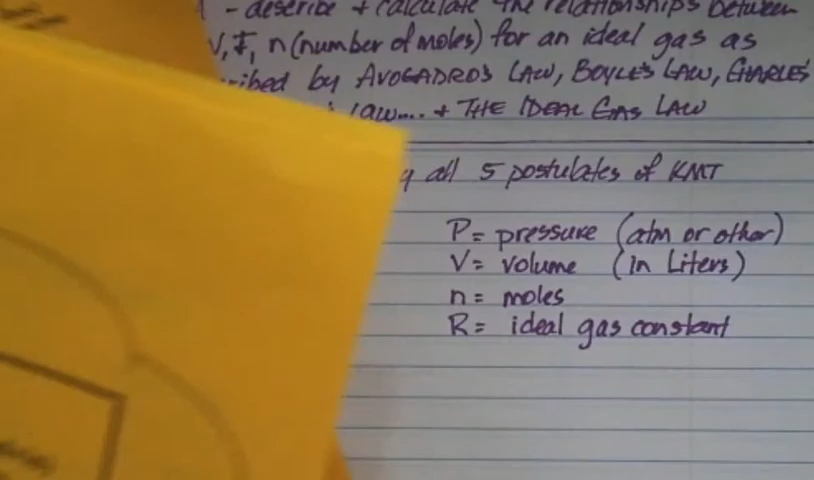 - describe + calculate the relationships between
V, T, n (number of moles) for an ideal gas as
ribed by AVOGADRO'S LAW, BOYLE'S LAW, CHARLES'
LAW.... + THE IDEAL GAS LAW
all 5 postulates of KMT
P = pressure (atm or other)
V = volume (in Liters)
n = moles
R = ideal gas constant